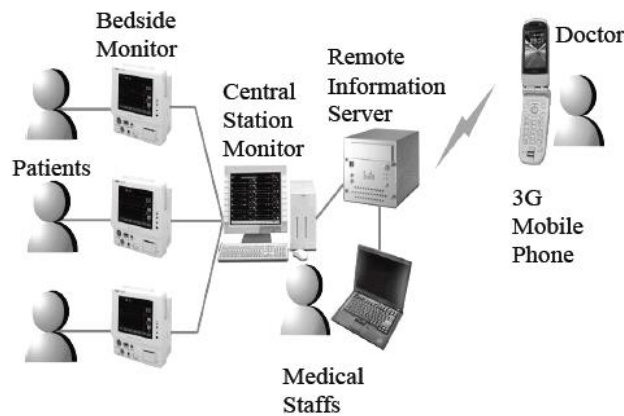 Bedside
Monitor
Patients
Central
Station
Monitor
Remote
Information
Server
Doctor
3G
Mobile
Phone
Medical
Staffs